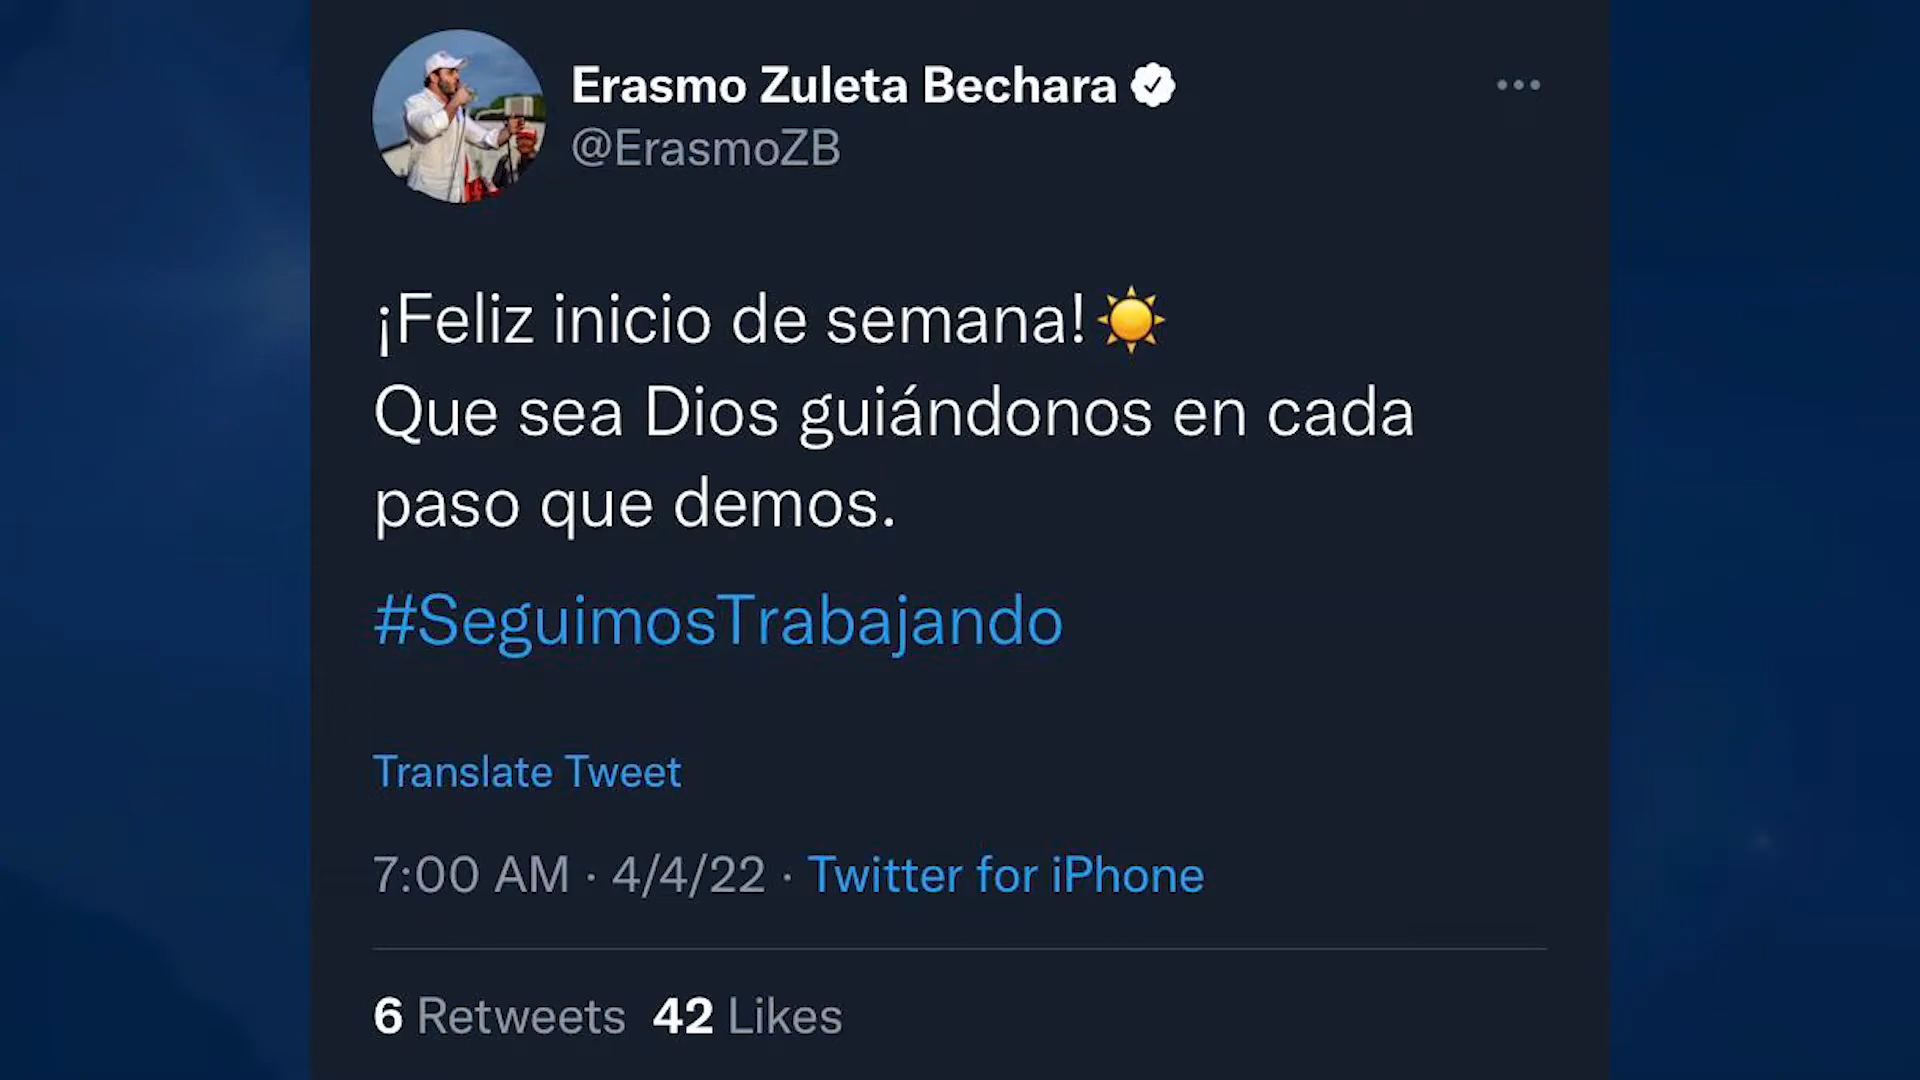 Erasmo Zuleta Bechara
@ErasmoZB
¡Feliz inicio de semana!☀️
Que sea Dios guiándonos en cada
paso que demos.
#SeguimosTrabajando
Translate Tweet
7:00 AM · 4/4/22 · Twitter for iPhone
6 Retweets 42 Likes